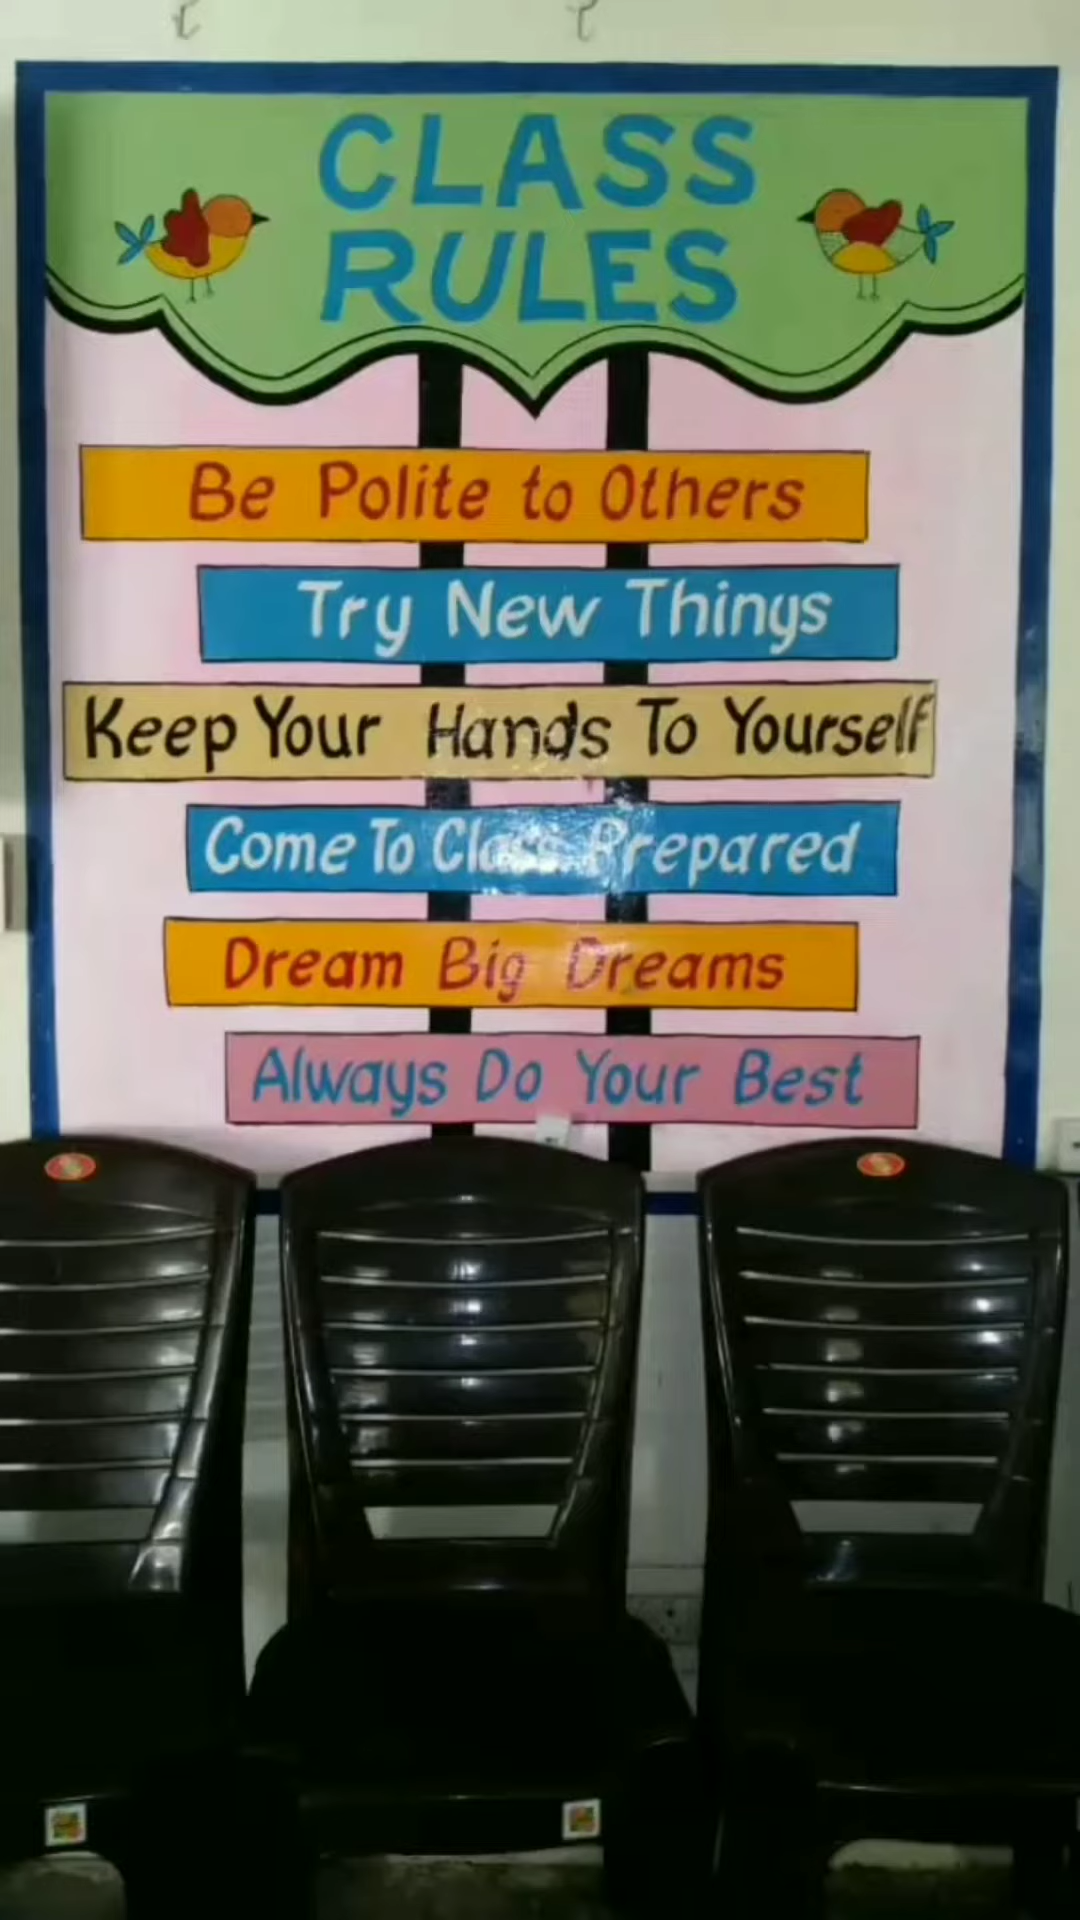 CLASS
RULES
Be Polite to Others
Try New Things
Keep Your Hands To Yourself
Come To Class Prepared
Dream Big Dreams
Always Do Your Best